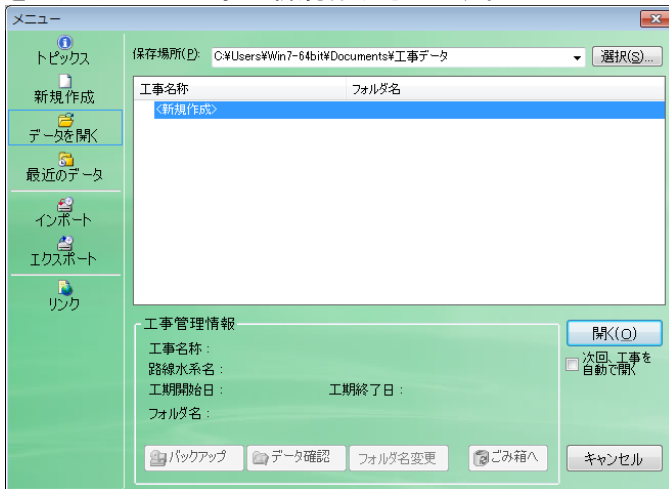 メニュー
トピックス
新規作成
データを開く
最近のデータ
インポート
エクスポート
リンク
保存場所(P):
C:¥Users¥Win7-64bit¥Documents¥工事データ
選択(S)...
工事名称 フォルダ名
<新規作成>
工事管理情報
工事名称 :
路線水系名 :
工期開始日 : 工期終了日 :
フォルダ名 :
バックアップ データ確認 フォルダ名変更 ごみ箱へ
開く(O)
次回、工事を
自動で開く
キャンセル